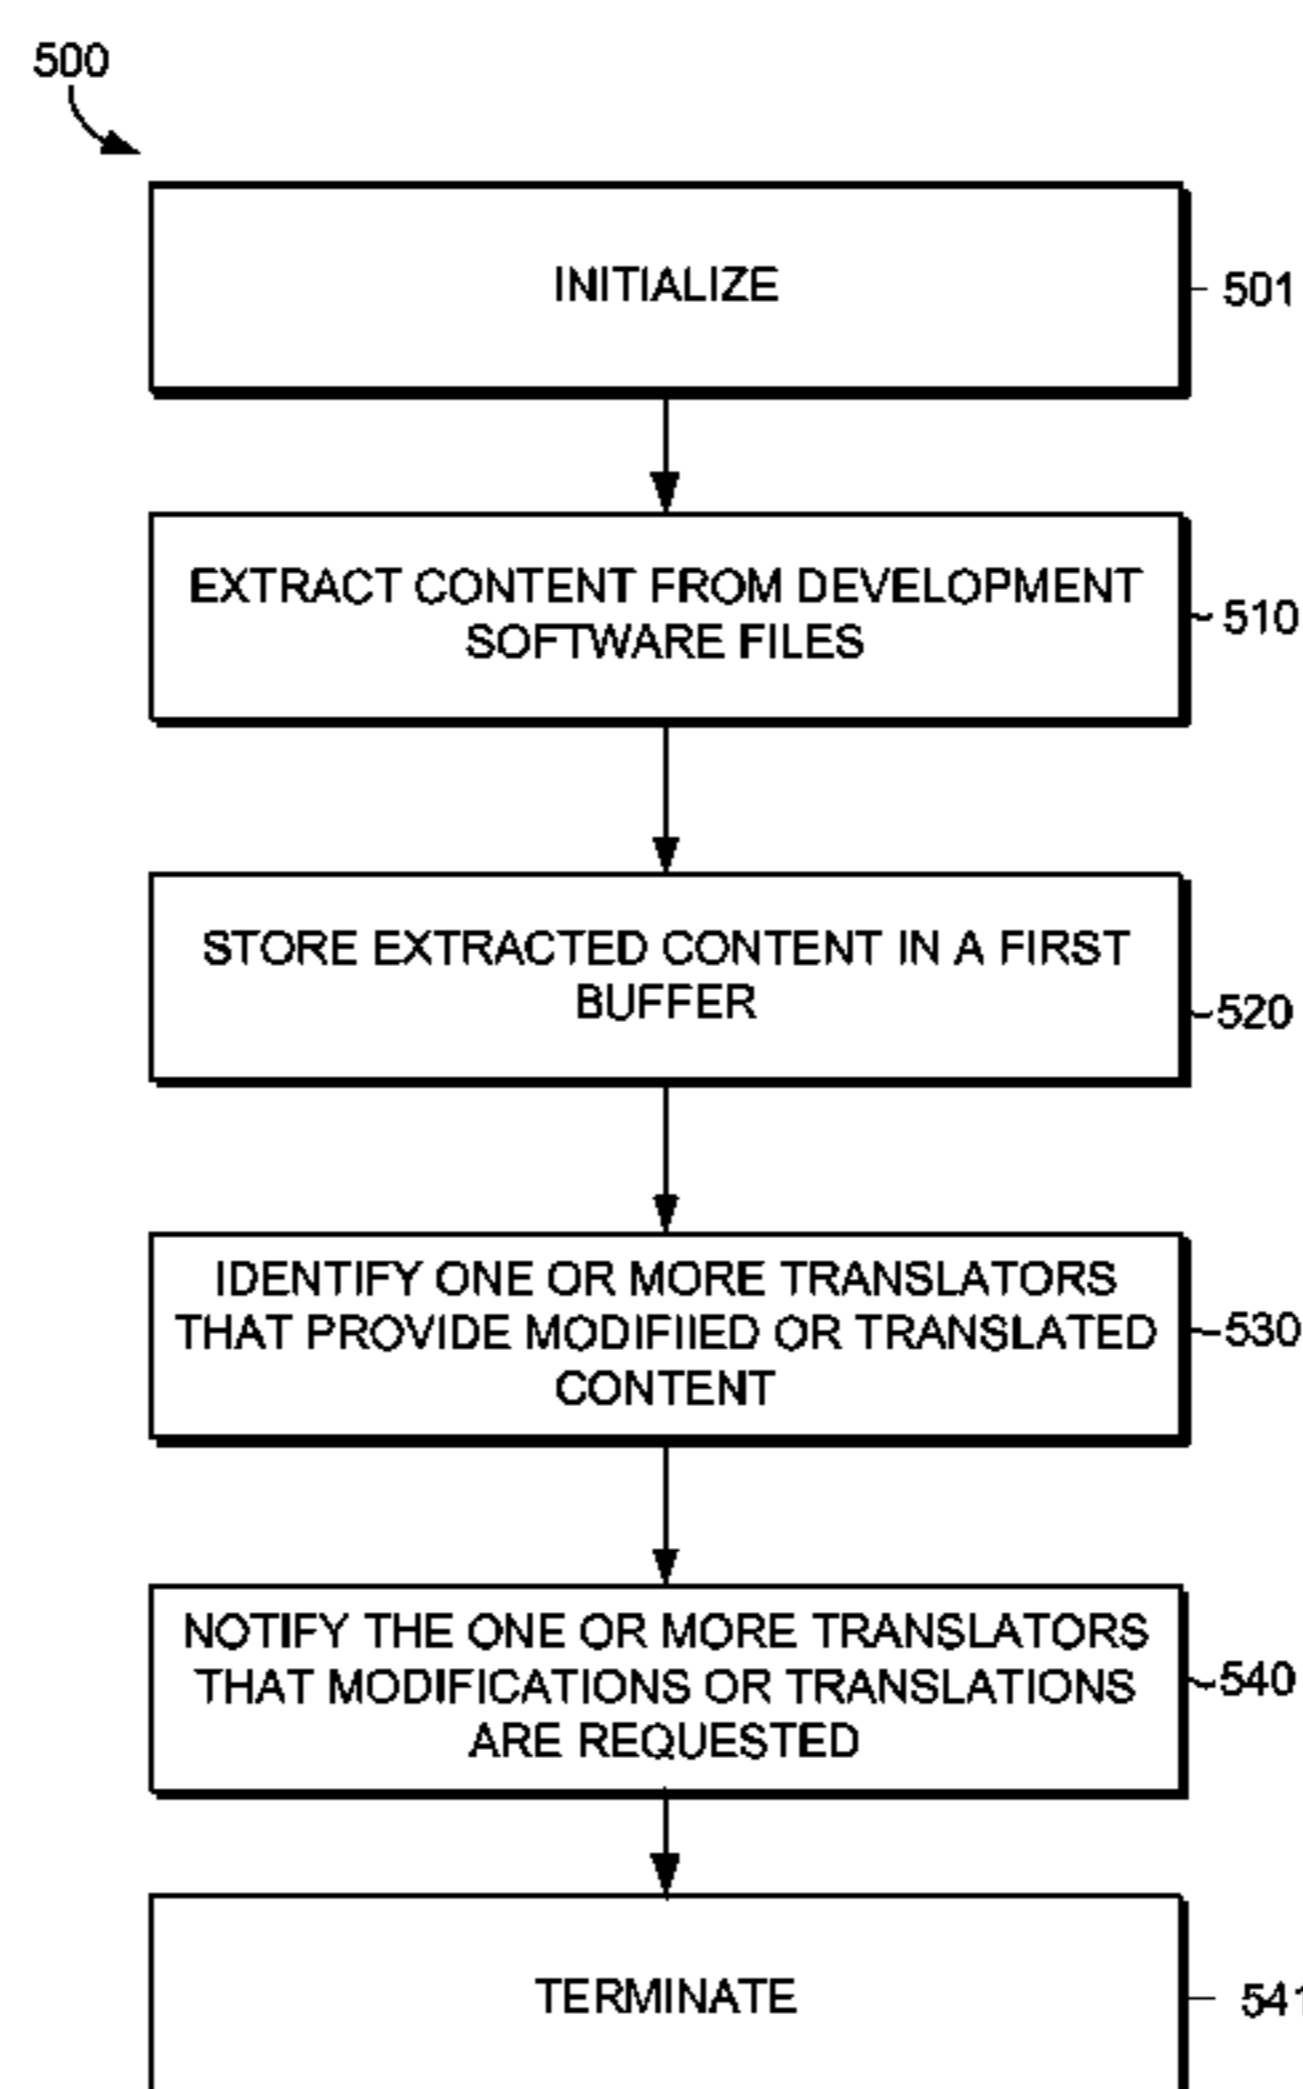 500
INITIALIZE
501
EXTRACT CONTENT FROM DEVELOPMENT
SOFTWARE FILES
510
STORE EXTRACTED CONTENT IN A FIRST
BUFFER
520
IDENTIFY ONE OR MORE TRANSLATORS
THAT PROVIDE MODIFIIED OR TRANSLATED
CONTENT
530
NOTIFY THE ONE OR MORE TRANSLATORS
THAT MODIFICATIONS OR TRANSLATIONS
ARE REQUESTED
540
TERMINATE
541